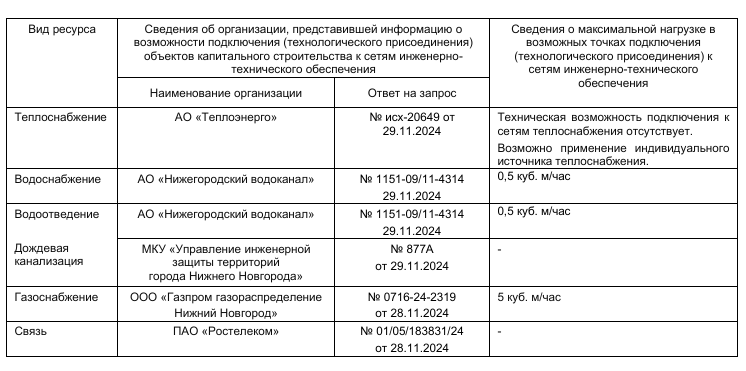 Вид ресурса
Сведения об организации, представившей информацию о
возможности подключения (технологического присоединения)
объектов капитального строительства к сетям инженерно-
технического обеспечения
Сведения о максимальной нагрузке в
возможных точках подключения
(технологического присоединения) к
сетям инженерно-технического
обеспечения
Наименование организации
Ответ на запрос
Теплоснабжение
АО «Теплоэнерго»
№ исх-20649 от
29.11.2024
Техническая возможность подключения к
сетям теплоснабжения отсутствует.
Возможно применение индивидуального
источника теплоснабжения.
Водоснабжение
АО «Нижегородский водоканал»
№ 1151-09/11-4314
29.11.2024
0,5 куб. м/час
Водоотведение
АО «Нижегородский водоканал»
№ 1151-09/11-4314
29.11.2024
0,5 куб. м/час
Дождевая
канализация
МКУ «Управление инженерной
защиты территорий
города Нижнего Новгорода»
№ 877А
от 29.11.2024
-
Газоснабжение
ООО «Газпром газораспределение
Нижний Новгород»
№ 0716-24-2319
от 28.11.2024
5 куб. м/час
Связь
ПАО «Ростелеком»
№ 01/05/183831/24
от 28.11.2024
-